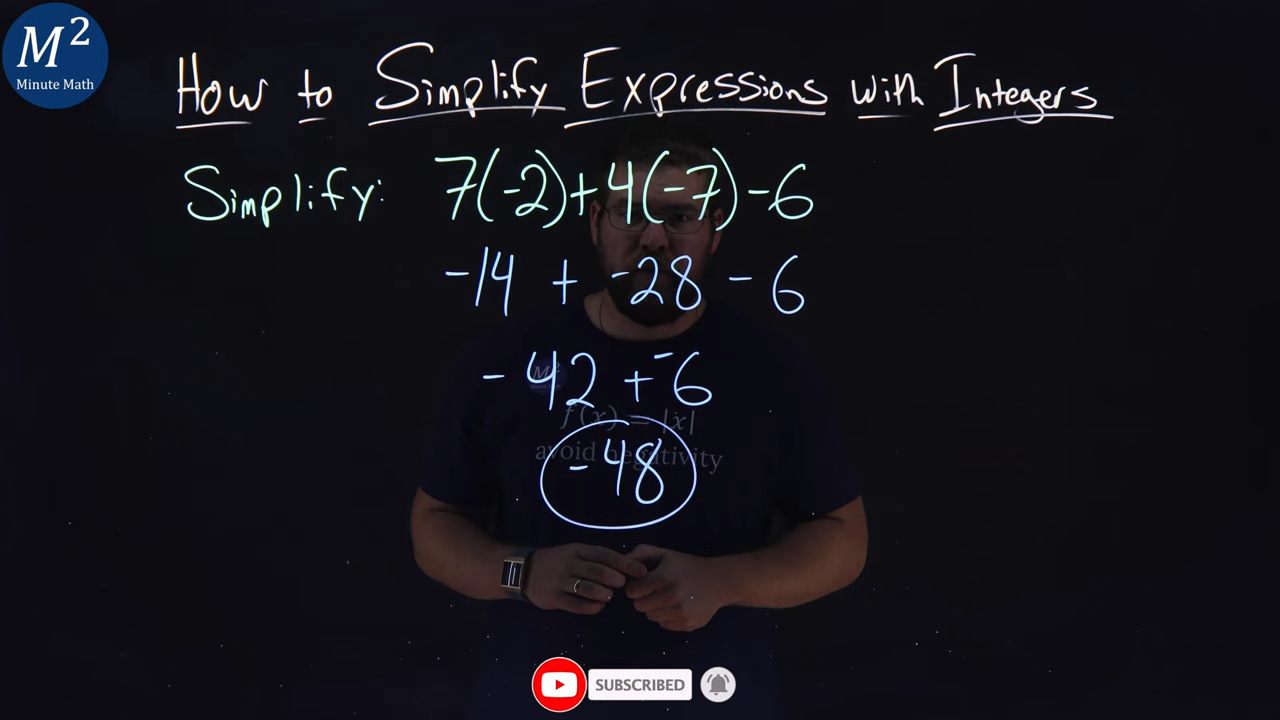 M²
Minute Math
How to Simplify Expressions with Integers
Simplify: 7(-2)+4(-7)-6
-14 + -28 - 6
-42 + -6
M²
f(x) = |x|
avoid negativity
-48
SUBSCRIBED